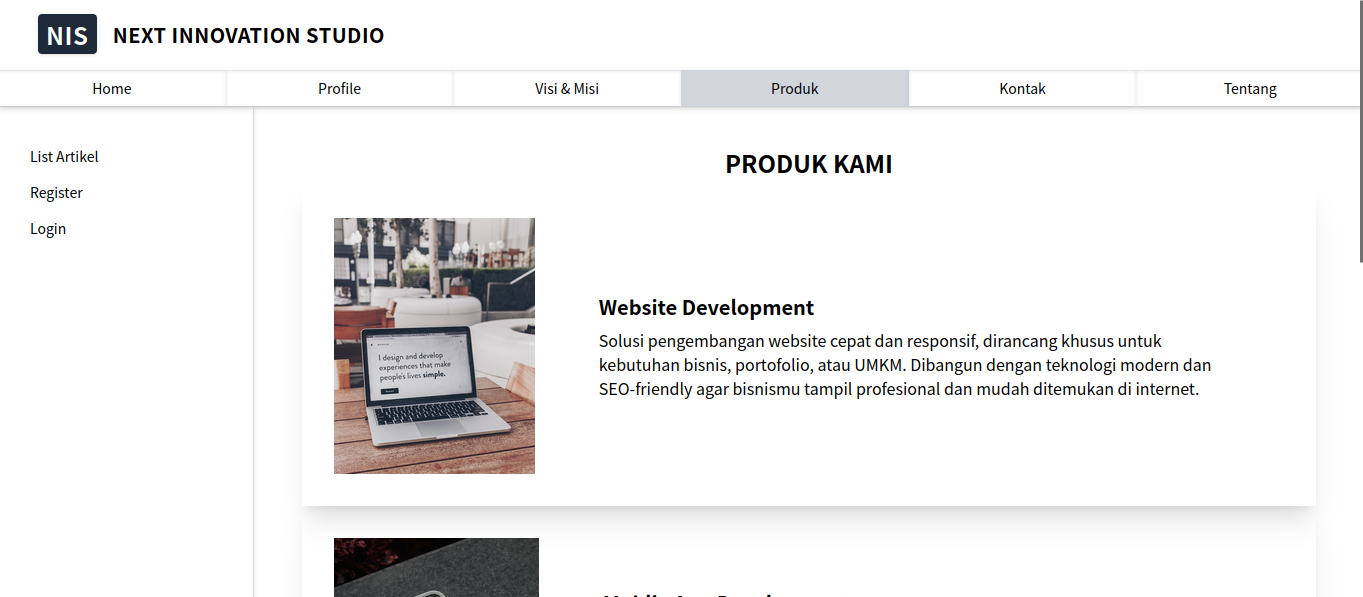 NIS NEXT INNOVATION STUDIO
Home Profile Visi & Misi Produk Kontak Tentang
List Artikel
Register
Login
PRODUK KAMI
I design and develop
experiences that make
people's lives simple.
Website Development
Solusi pengembangan website cepat dan responsif, dirancang khusus untuk
kebutuhan bisnis, portofolio, atau UMKM. Dibangun dengan teknologi modern dan
SEO-friendly agar bisnismu tampil profesional dan mudah ditemukan di internet.